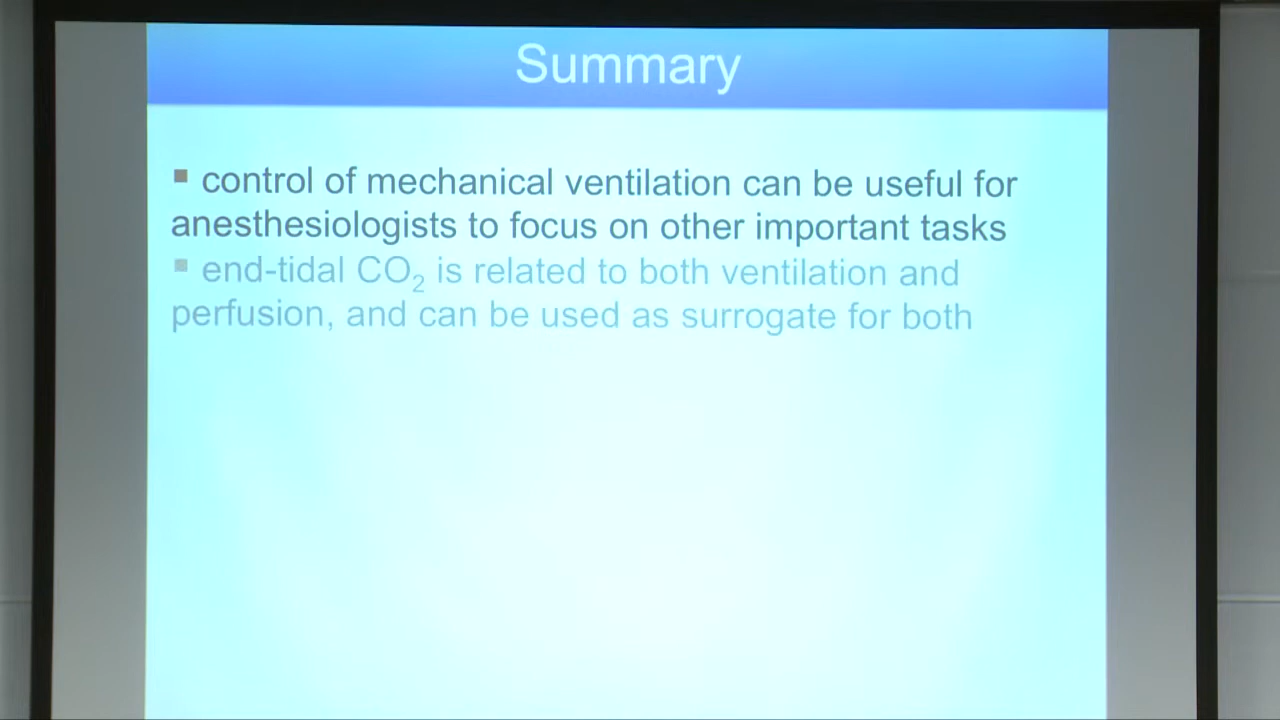 Summary
▪ control of mechanical ventilation can be useful for
anesthesiologists to focus on other important tasks
▪ end-tidal CO₂ is related to both ventilation and
perfusion, and can be used as surrogate for both